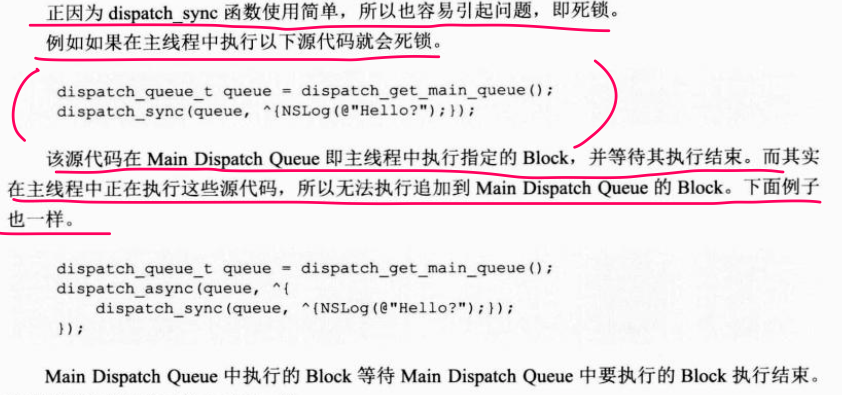 正因为 dispatch_sync 函数使用简单，所以也容易引起问题，即死锁。
例如如果在主线程中执行以下源代码就会死锁。
dispatch_queue_t queue = dispatch_get_main_queue();
dispatch_sync(queue, ^{NSLog(@"Hello?");});
该源代码在 Main Dispatch Queue 即主线程中执行指定的 Block，并等待其执行结束。而其实
在主线程中正在执行这些源代码，所以无法执行追加到 Main Dispatch Queue 的 Block。下面例子
也一样。
dispatch_queue_t queue = dispatch_get_main_queue();
dispatch_async(queue, ^{
    dispatch_sync(queue, ^{NSLog(@"Hello?");});
});
Main Dispatch Queue 中执行的 Block 等待 Main Dispatch Queue 中要执行的 Block 执行结束。